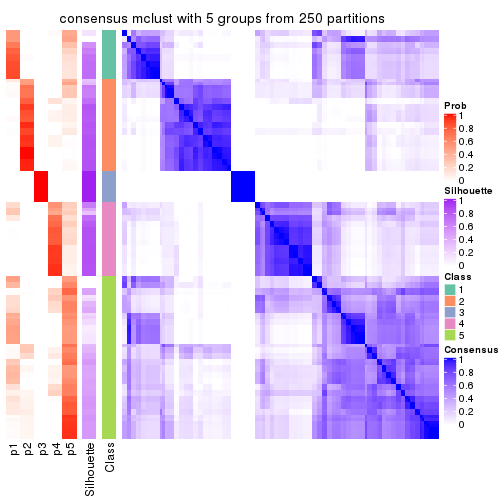 consensus mclust with 5 groups from 250 partitions
Prob
1
0.8
0.6
0.4
0.2
0
Silhouette
1
0.8
0.6
0.4
0.2
0
Class
1
2
3
4
5
Consensus
1
0.8
0.6
0.4
0.2
0
p1
p2
p3
p4
p5
Silhouette
Class